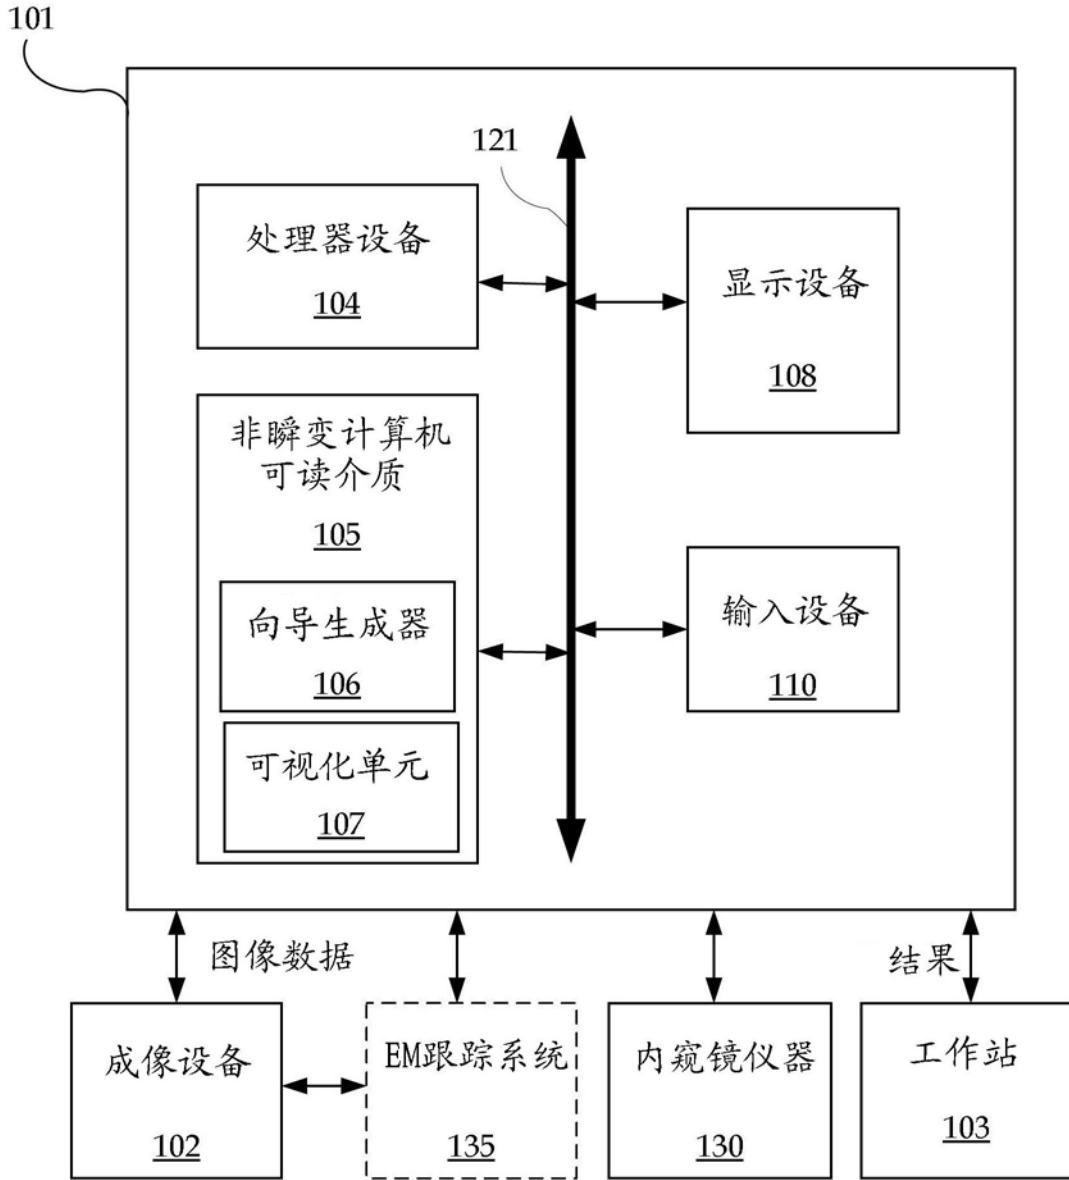 101
121
处理器设备
104
显示设备
108
非瞬变计算机
可读介质
105
向导生成器
106
可视化单元
107
输入设备
110
图像数据
结果
成像设备
102
EM跟踪系统
135
内窥镜仪器
130
工作站
103